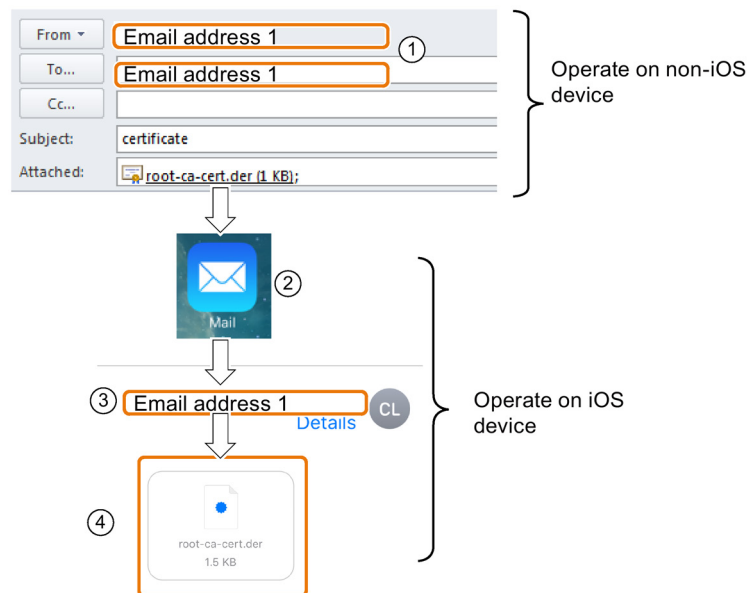 From
Email address 1
1
To...
Email address 1
Cc...
Subject:
certificate
Attached:
root-ca-cert.der (1 KB);
Operate on non-iOS
device
2
Mail
3
Email address 1
CL
Details
Operate on iOS
device
4
root-ca-cert.der
1.5 KB